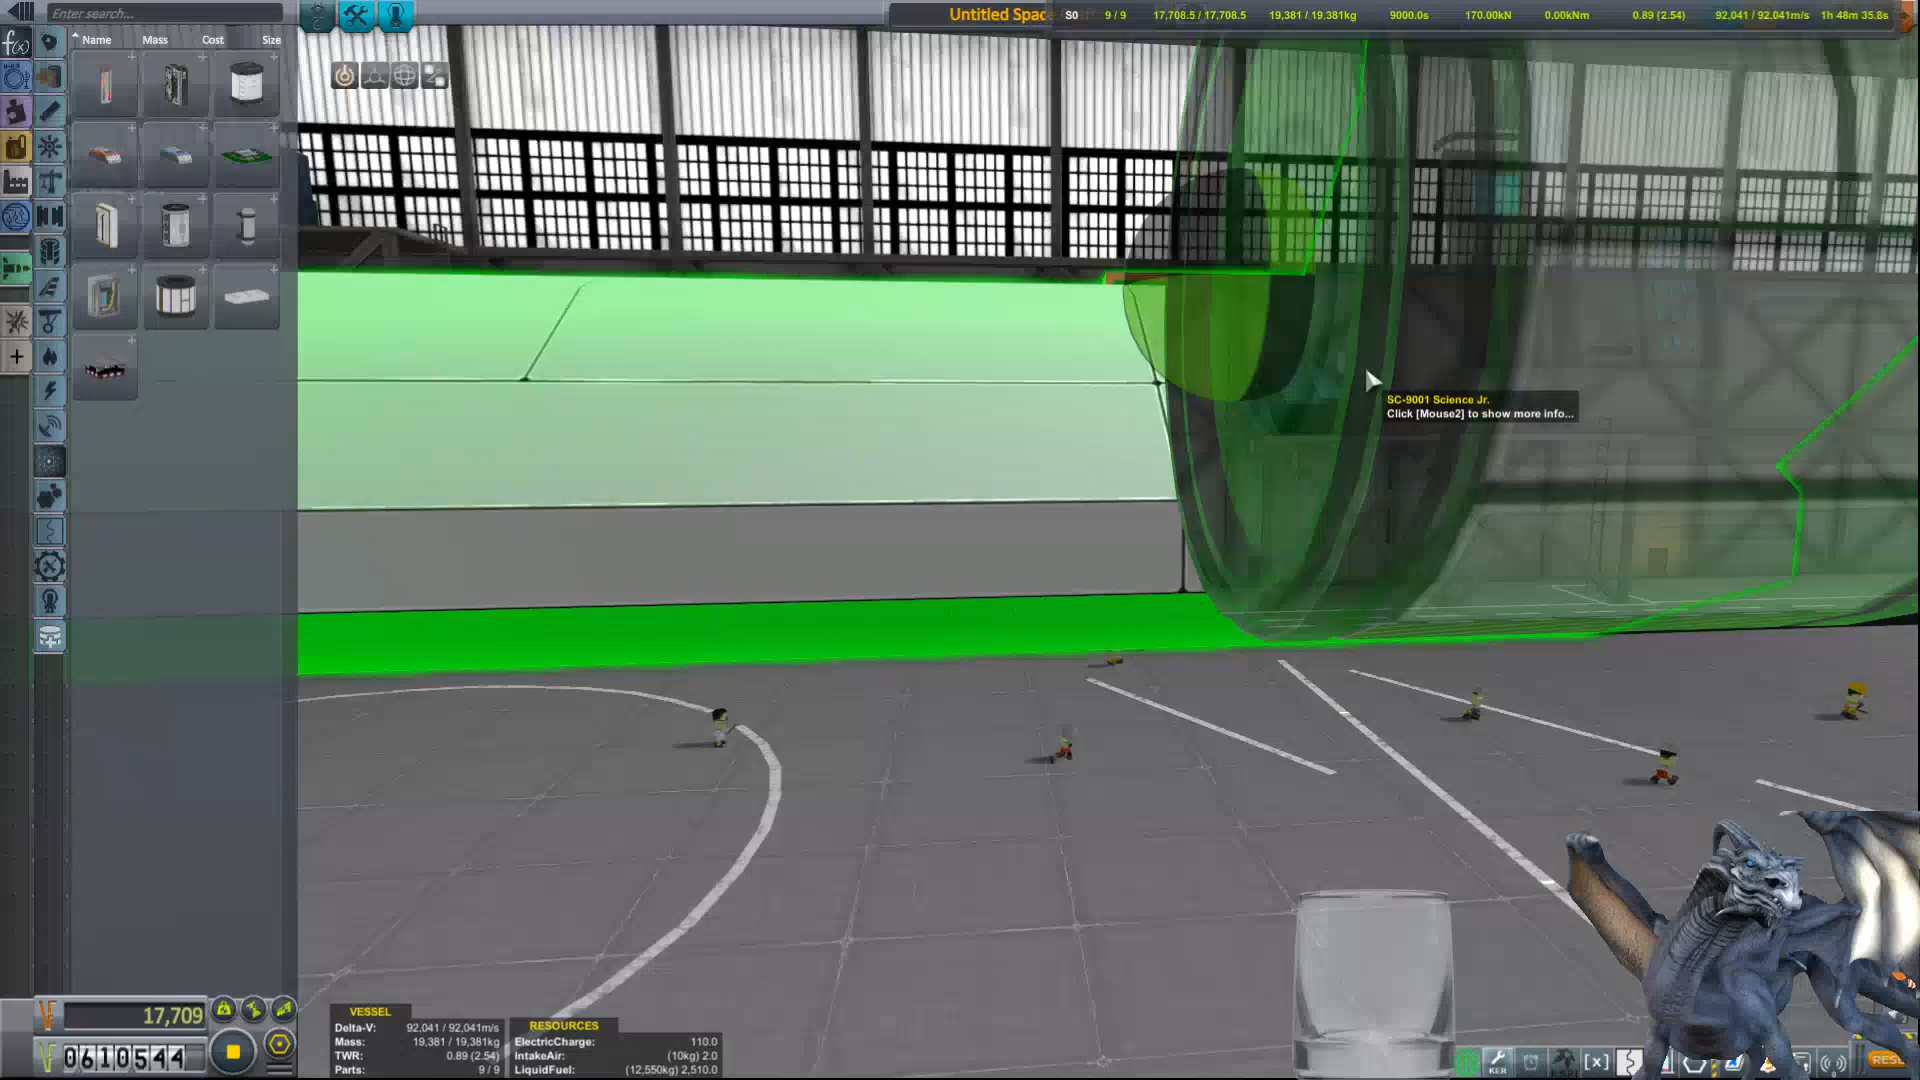 Enter search...
Untitled Space
S0 9 / 9 17,708.5 / 17,708.5 19,381 / 19,381kg 9000.0s 170.00kN 0.00kNm 0.89 (2.54) 92,041 / 92,041m/s 1h 48m 35.8s
Name Mass Cost Size
f(x)
SC-9001 Science Jr.
Click [Mouse2] to show more info...
17,709
0610544
VESSEL
Delta-V: 92,041 / 92,041m/s
Mass: 19,381 / 19,381kg
TWR: 0.89 (2.54)
Parts: 9 / 9
RESOURCES
ElectricCharge: 110.0
IntakeAir: (10kg) 2.0
LiquidFuel: (12,550kg) 2,510.0
KER
[x]